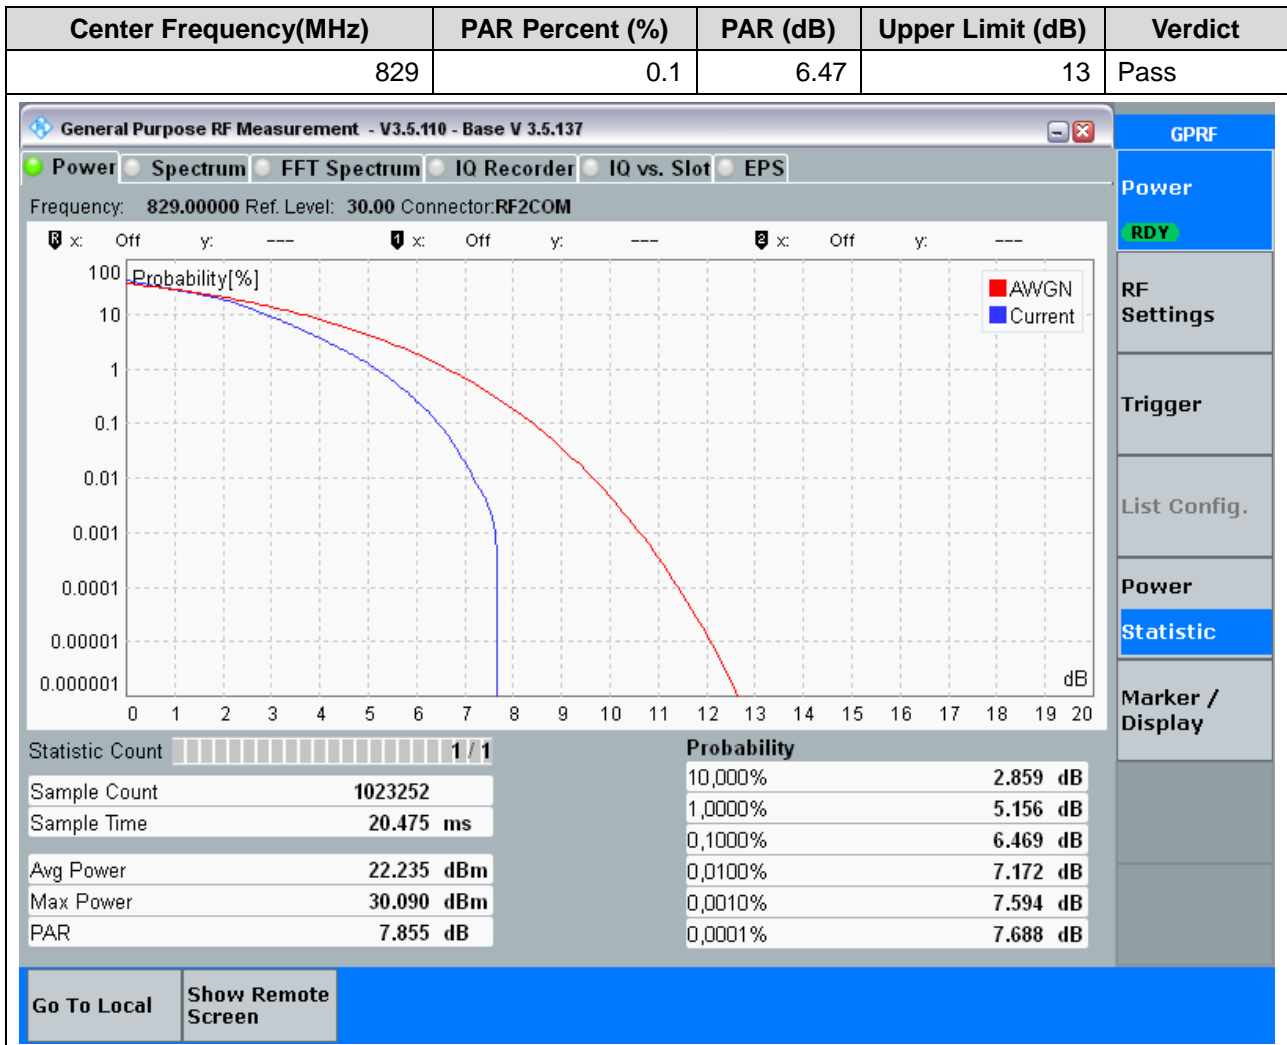 Center Frequency(MHz) PAR Percent (%) PAR (dB) Upper Limit (dB) Verdict
829 0.1 6.47 13 Pass
General Purpose RF Measurement - V3.5.110 - Base V 3.5.137
GPRF
Power Spectrum FFT Spectrum IQ Recorder IQ vs. Slot EPS
Frequency: 829.00000 Ref. Level: 30.00 Connector:RF2COM
R x: Off y: --- 1 x: Off y: --- 2 x: Off y: ---
Probability[%]
100
10
1
0.1
0.01
0.001
0.0001
0.00001
0.000001
AWGN
Current
dB
0 1 2 3 4 5 6 7 8 9 10 11 12 13 14 15 16 17 18 19 20
Statistic Count 1 / 1
Sample Count 1023252
Sample Time 20.475 ms
Avg Power 22.235 dBm
Max Power 30.090 dBm
PAR 7.855 dB
Probability
10,000% 2.859 dB
1,0000% 5.156 dB
0,1000% 6.469 dB
0,0100% 7.172 dB
0,0010% 7.594 dB
0,0001% 7.688 dB
Power
RDY
RF
Settings
Trigger
List Config.
Power
Statistic
Marker /
Display
Go To Local
Show Remote
Screen